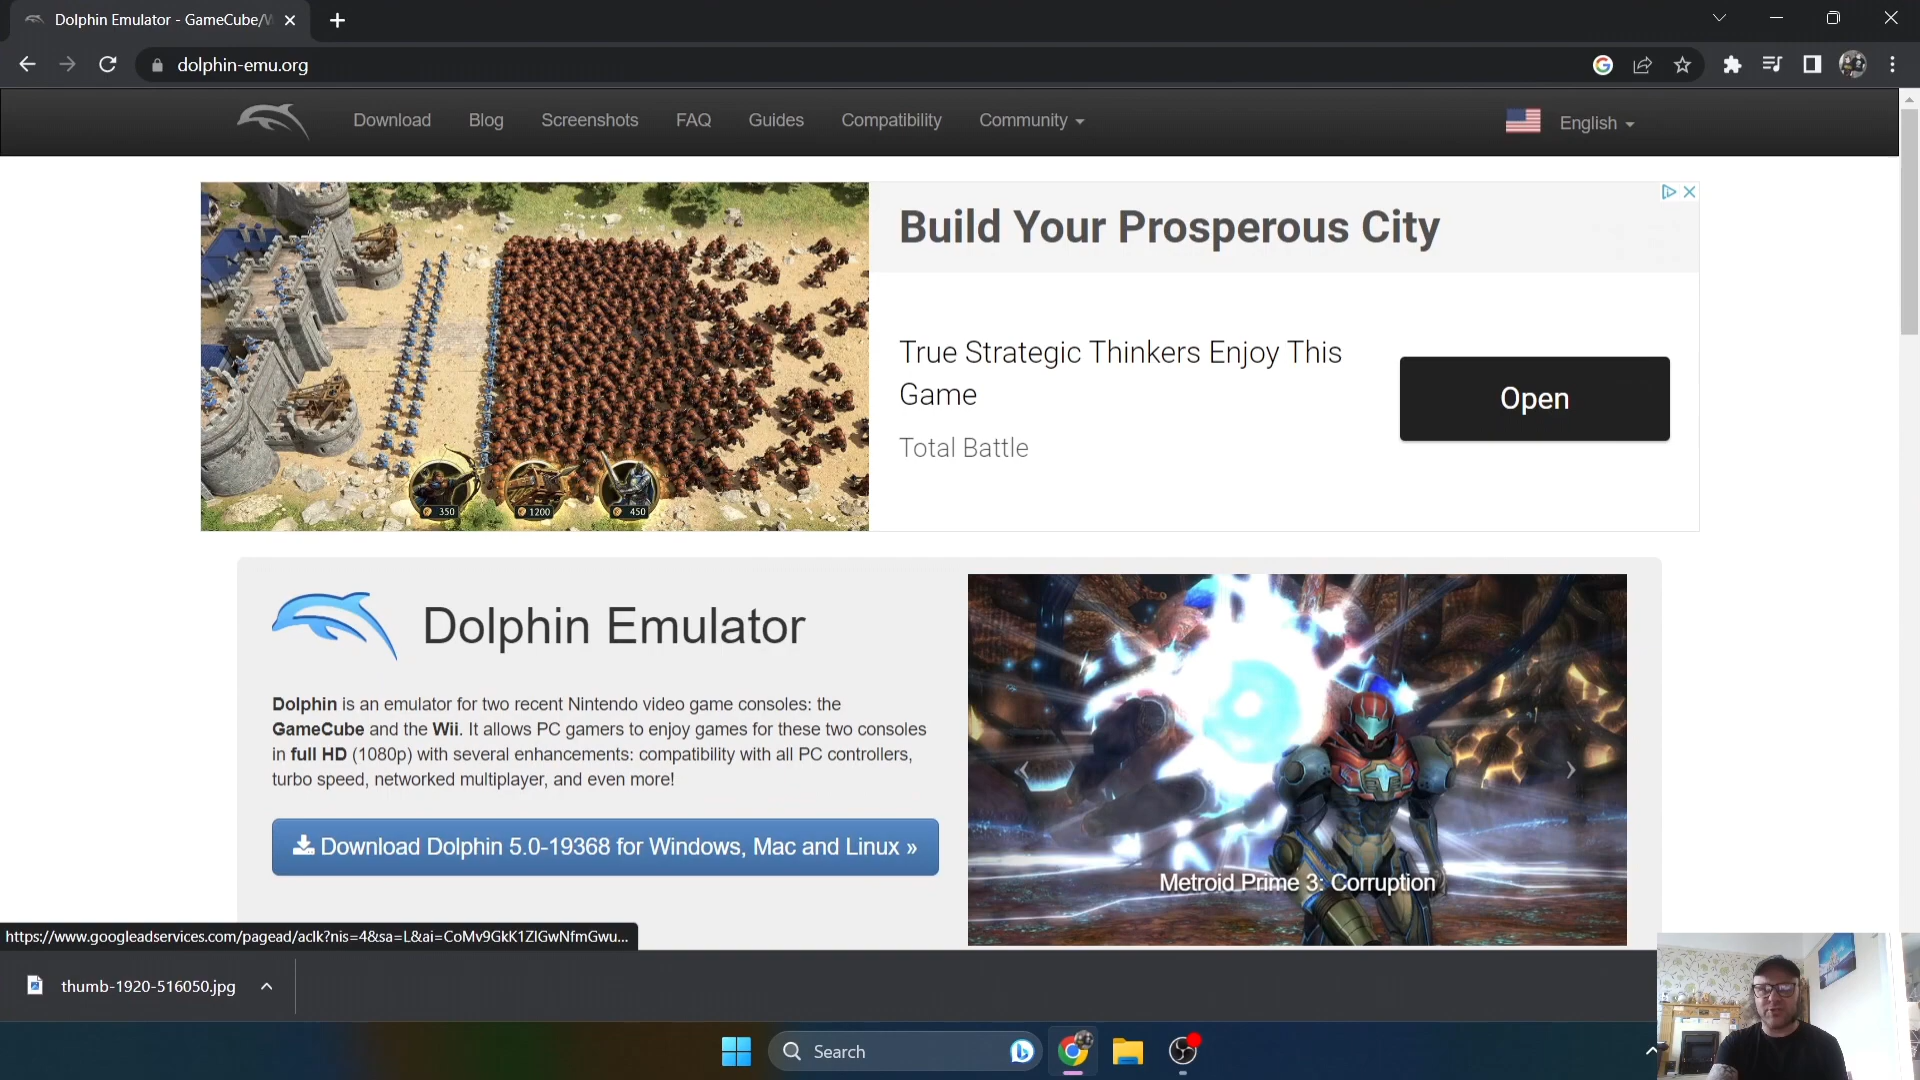 Dolphin Emulator - GameCube/W
dolphin-emu.org
Download Blog Screenshots FAQ Guides Compatibility Community English
Build Your Prosperous City
True Strategic Thinkers Enjoy This
Game
Open
Total Battle
350 1200 450
Dolphin Emulator
Dolphin is an emulator for two recent Nintendo video game consoles: the
GameCube and the Wii. It allows PC gamers to enjoy games for these two consoles
in full HD (1080p) with several enhancements: compatibility with all PC controllers,
turbo speed, networked multiplayer, and even more!
Download Dolphin 5.0-19368 for Windows, Mac and Linux »
Metroid Prime 3: Corruption
https://www.googleadservices.com/pagead/aclk?nis=4&sa=L&ai=CoMv9GkK1ZIGwNfmGwu...
thumb-1920-516050.jpg
Search